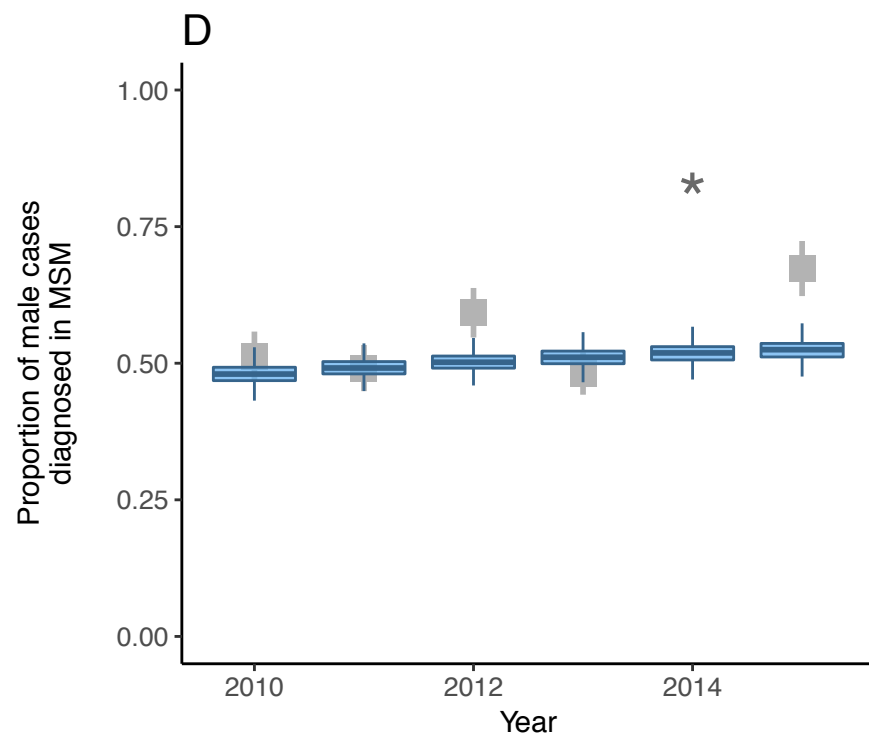 D
Proportion of male cases
diagnosed in MSM
1.00
0.75
0.50
0.25
0.00
*
2010 2012 2014
Year